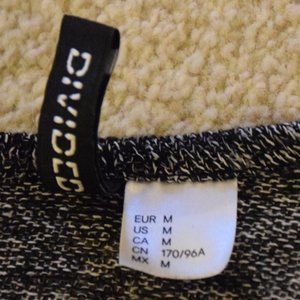 DIVIDED
EUR M
US M
CA M
CN 170/96A
MX M